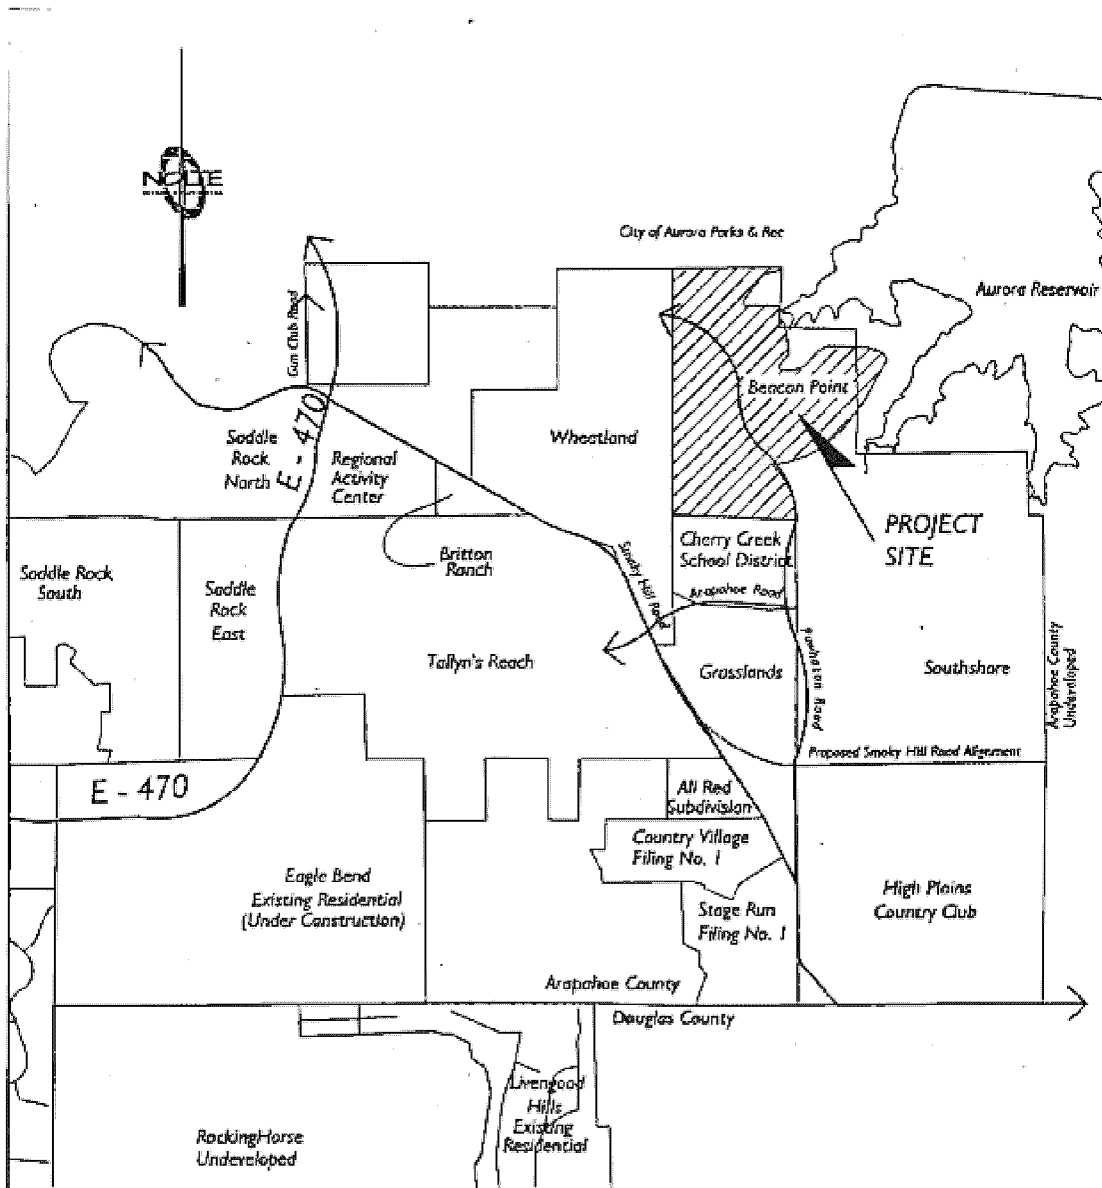 NOLTE
City of Aurora Parks & Rec
Aurora Reservoir
Gun Club Road
Beacon Point
E - 470
Saddle
Rock
North
Regional
Activity
Center
Wheatland
PROJECT
SITE
Cherry Creek
School District
Britton
Ranch
Smoky Hill Road
Arapahoe Road
Saddle Rock
South
Saddle
Rock
East
Tallyn's Reach
Grasslands
Powhaton Road
Southshore
Arapahoe County
Undeveloped
Proposed Smoky Hill Road Alignment
E - 470
All Red
Subdivision
Country Village
Filing No. 1
Eagle Bend
Existing Residential
(Under Construction)
High Plains
Country Club
Stage Run
Filing No. 1
Arapahoe County
Douglas County
Livengood
Hills
Existing
Residential
RockingHorse
Undeveloped